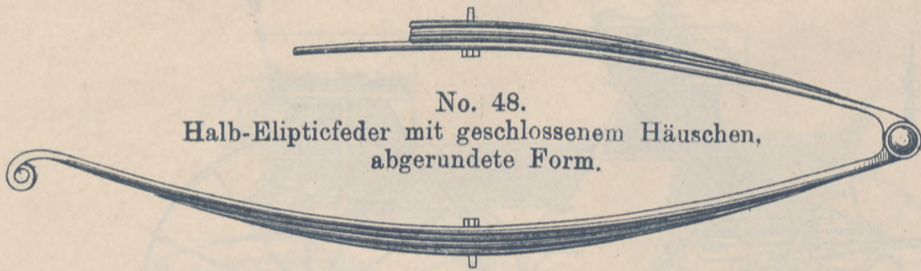 No. 48.
Halb-Elipticfeder mit geschlossenem Häuschen,
abgerundete Form.